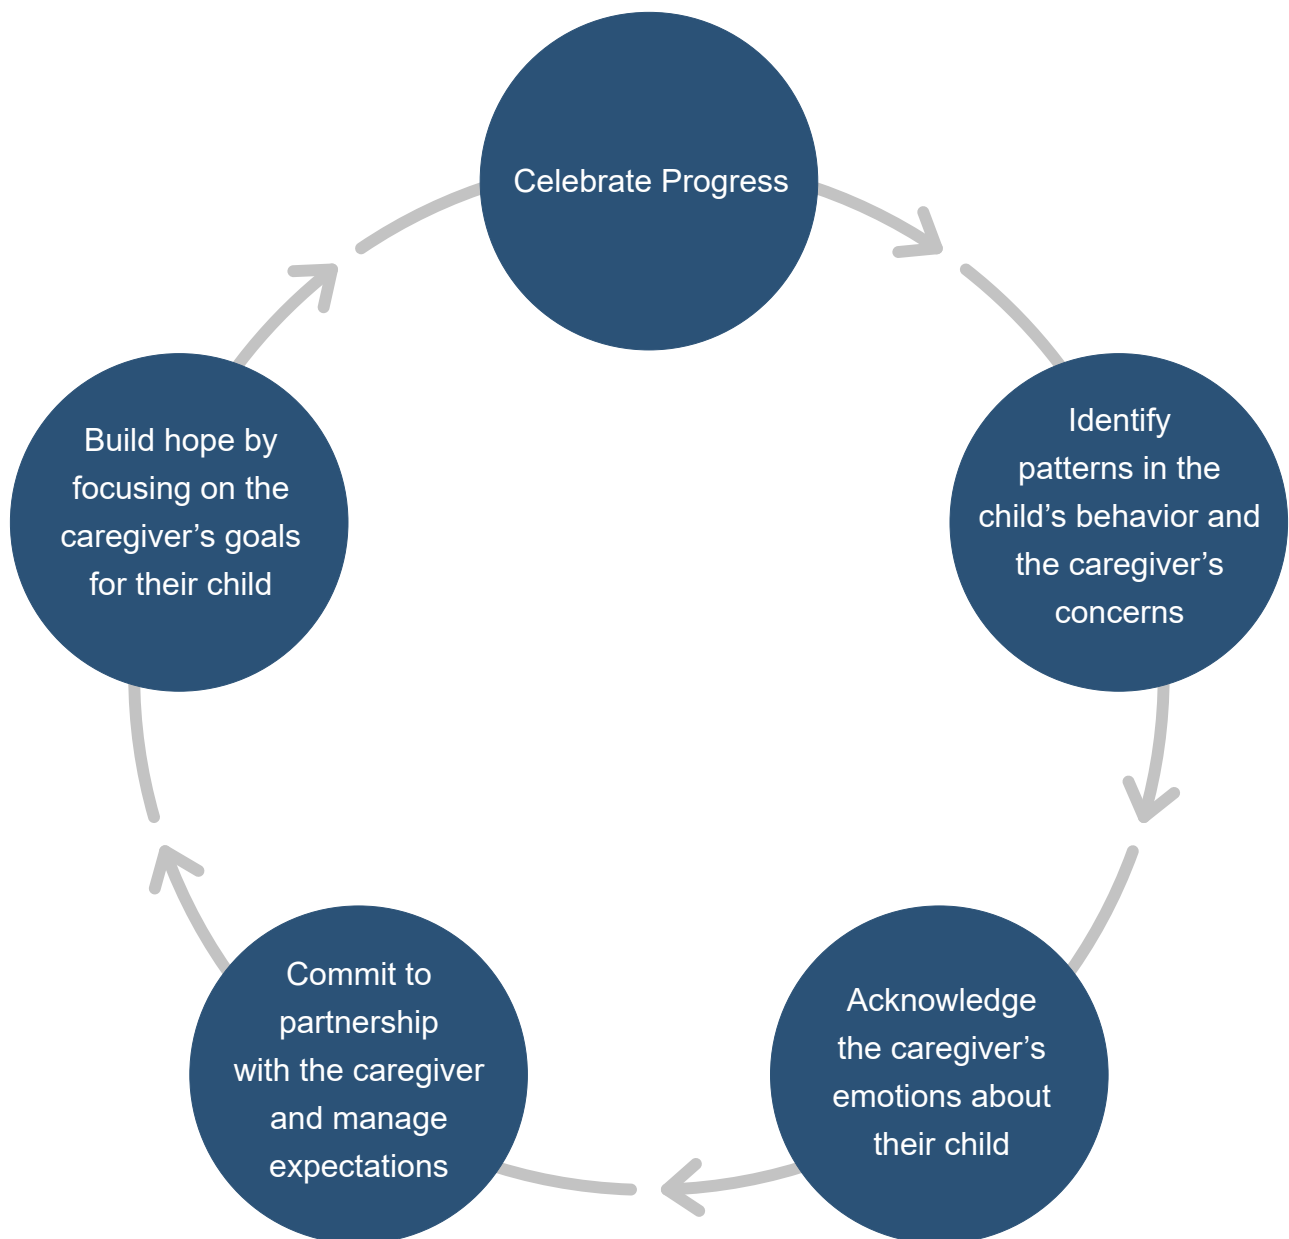 Celebrate Progress
Identify
patterns in the
child’s behavior and
the caregiver’s
concerns
Acknowledge
the caregiver’s
emotions about
their child
Commit to
partnership
with the caregiver
and manage
expectations
Build hope by
focusing on the
caregiver’s goals
for their child